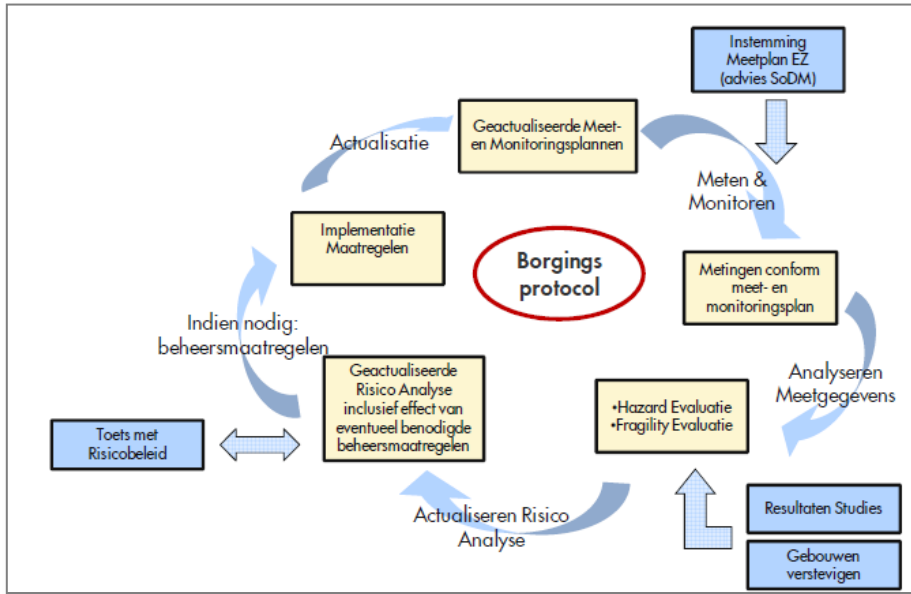 Instemming
Meetplan EZ
(advies SoDM)
Geactualiseerde Meet-
en Monitoringsplannen
Actualisatie
Meten &
Monitoren
Implementatie
Maatregelen
Borgings
protocol
Metingen conform
meet- en
monitoringsplan
Indien nodig:
beheersmaatregelen
Geactualiseerde
Risico Analyse
inclusief effect van
eventueel benodigde
beheersmaatregelen
Analyseren
Meetgegevens
•Hazard Evaluatie
•Fragility Evaluatie
Toets met
Risicobeleid
Actualiseren Risico
Analyse
Resultaten Studies
Gebouwen
verstevigen